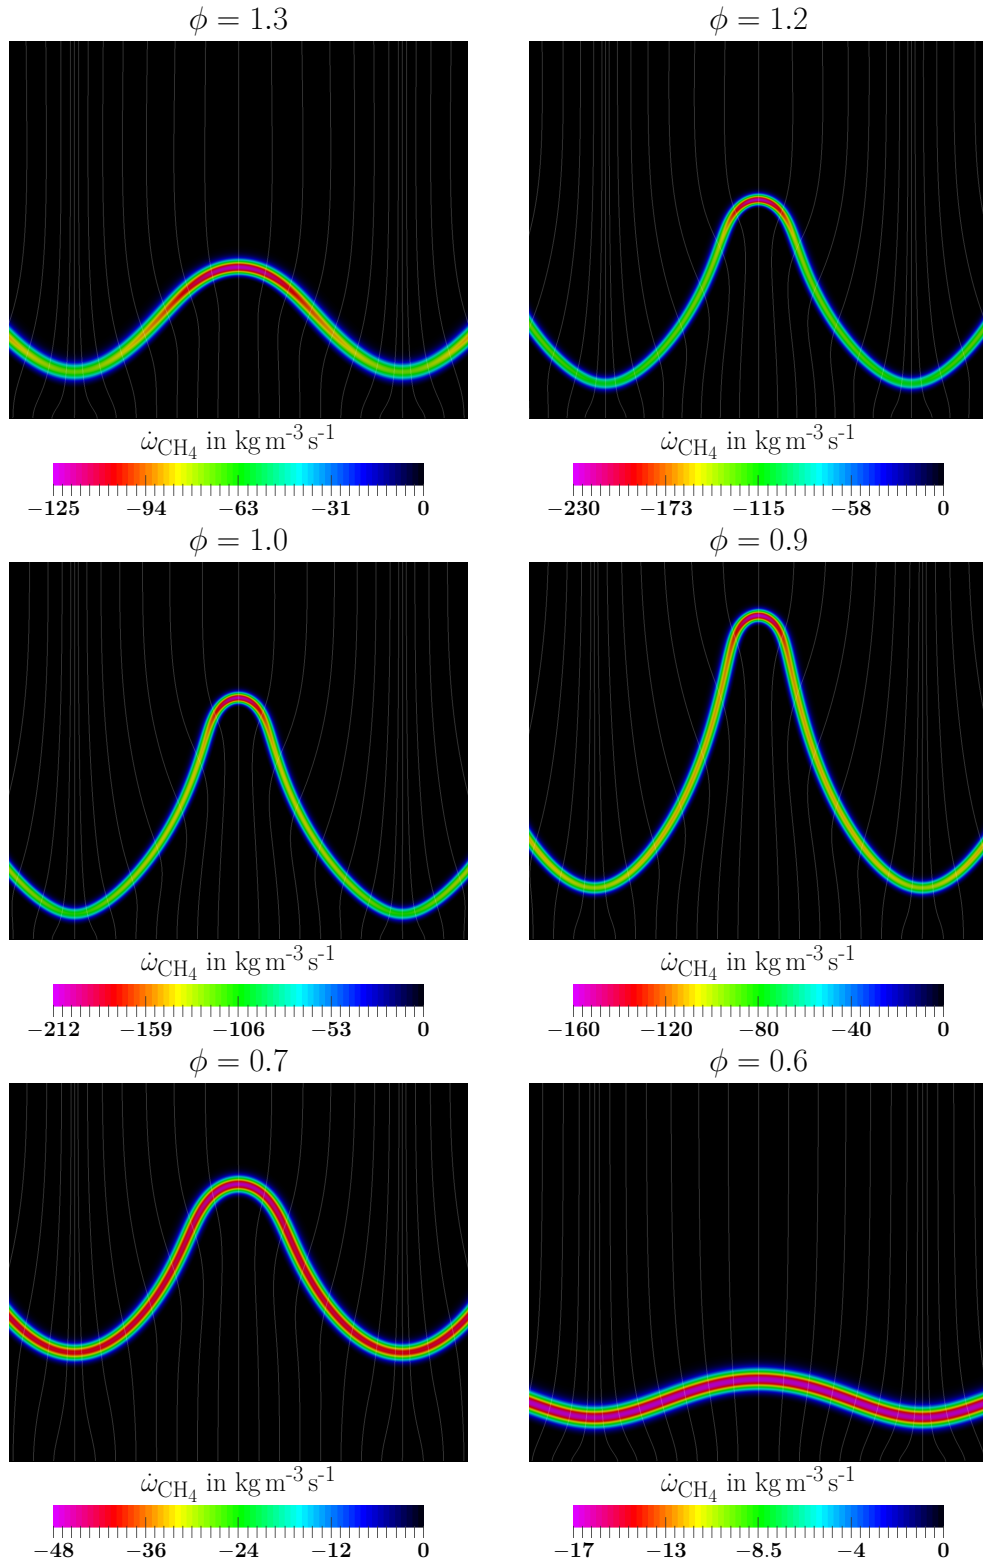 ϕ = 1.3 ϕ = 1.2
ω̇CH₄ in kg m⁻³ s⁻¹ ω̇CH₄ in kg m⁻³ s⁻¹
−125 −94 −63 −31 0 −230 −173 −115 −58 0
ϕ = 1.0 ϕ = 0.9
ω̇CH₄ in kg m⁻³ s⁻¹ ω̇CH₄ in kg m⁻³ s⁻¹
−212 −159 −106 −53 0 −160 −120 −80 −40 0
ϕ = 0.7 ϕ = 0.6
ω̇CH₄ in kg m⁻³ s⁻¹ ω̇CH₄ in kg m⁻³ s⁻¹
−48 −36 −24 −12 0 −17 −13 −8.5 −4 0